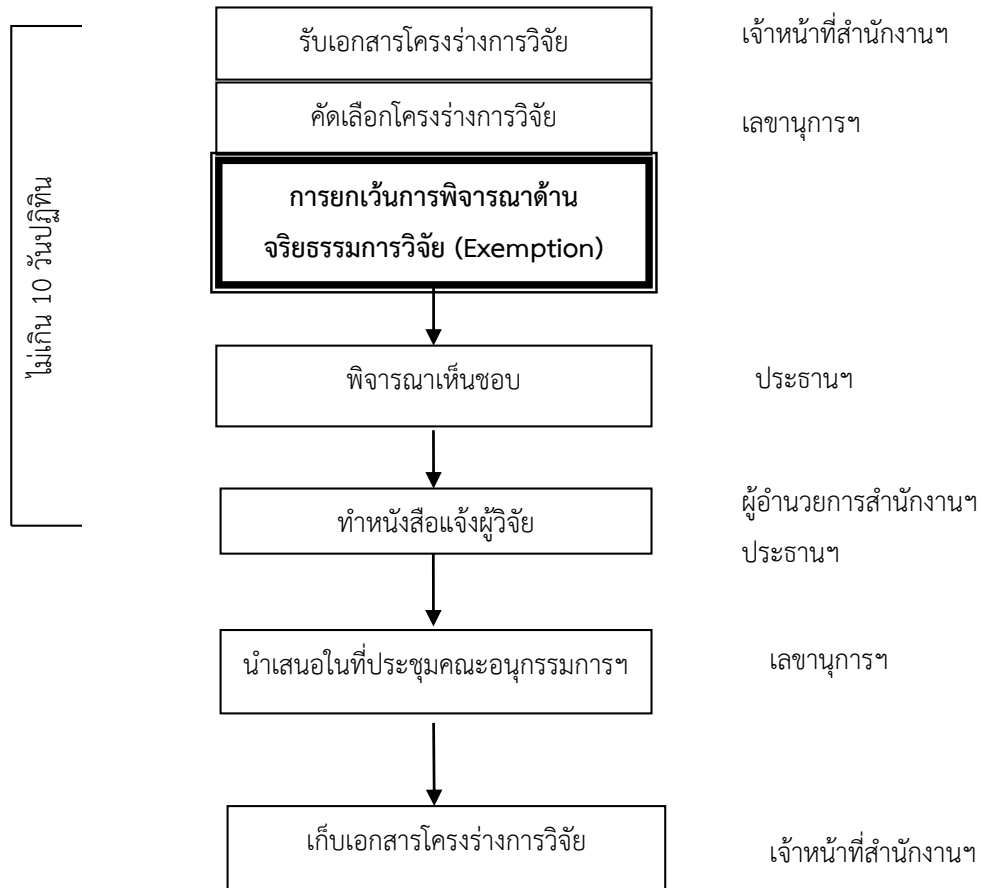 รับเอกสารโครงร่างการวิจัย
เจ้าหน้าที่สำนักงานฯ
คัดเลือกโครงร่างการวิจัย
เลขานุการฯ
การยกเว้นการพิจารณาด้าน
จริยธรรมการวิจัย (Exemption)
ไม่เกิน 10 วันปฏิทิน
พิจารณาเห็นชอบ
ประธานฯ
ทำหนังสือแจ้งผู้วิจัย
ผู้อำนวยการสำนักงานฯ
ประธานฯ
นำเสนอในที่ประชุมคณะอนุกรรมการฯ
เลขานุการฯ
เก็บเอกสารโครงร่างการวิจัย
เจ้าหน้าที่สำนักงานฯ